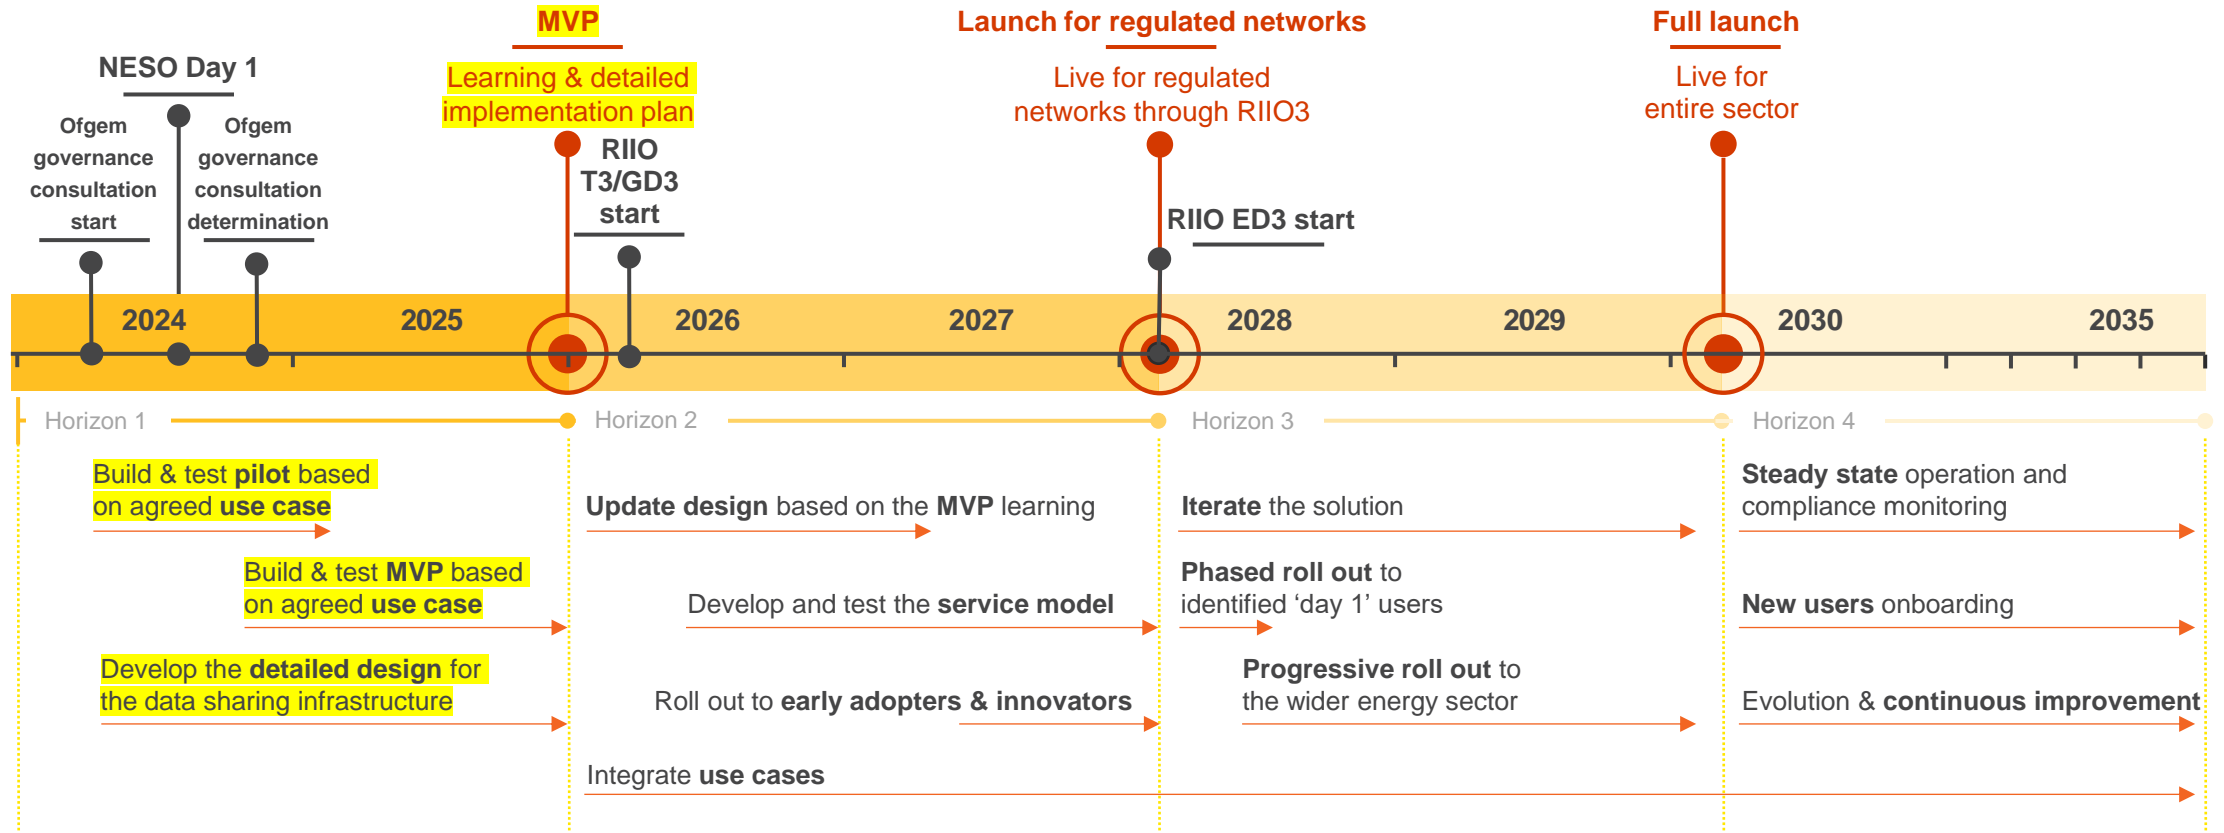 MVP
Learning & detailed
implementation plan
Launch for regulated networks
Live for regulated
networks through RIIO3
Full launch
Live for
entire sector
NESO Day 1
Ofgem
governance
consultation
start
Ofgem
governance
consultation
determination
RIIO
T3/GD3
start
RIIO ED3 start
2024
2025
2026
2027
2028
2029
2030
2035
Horizon 1
Horizon 2
Horizon 3
Horizon 4
Build & test pilot based
on agreed use case
Build & test MVP based
on agreed use case
Develop the detailed design for
the data sharing infrastructure
Update design based on the MVP learning
Develop and test the service model
Roll out to early adopters & innovators
Integrate use cases
Iterate the solution
Phased roll out to
identified ‘day 1’ users
Progressive roll out to
the wider energy sector
Steady state operation and
compliance monitoring
New users onboarding
Evolution & continuous improvement